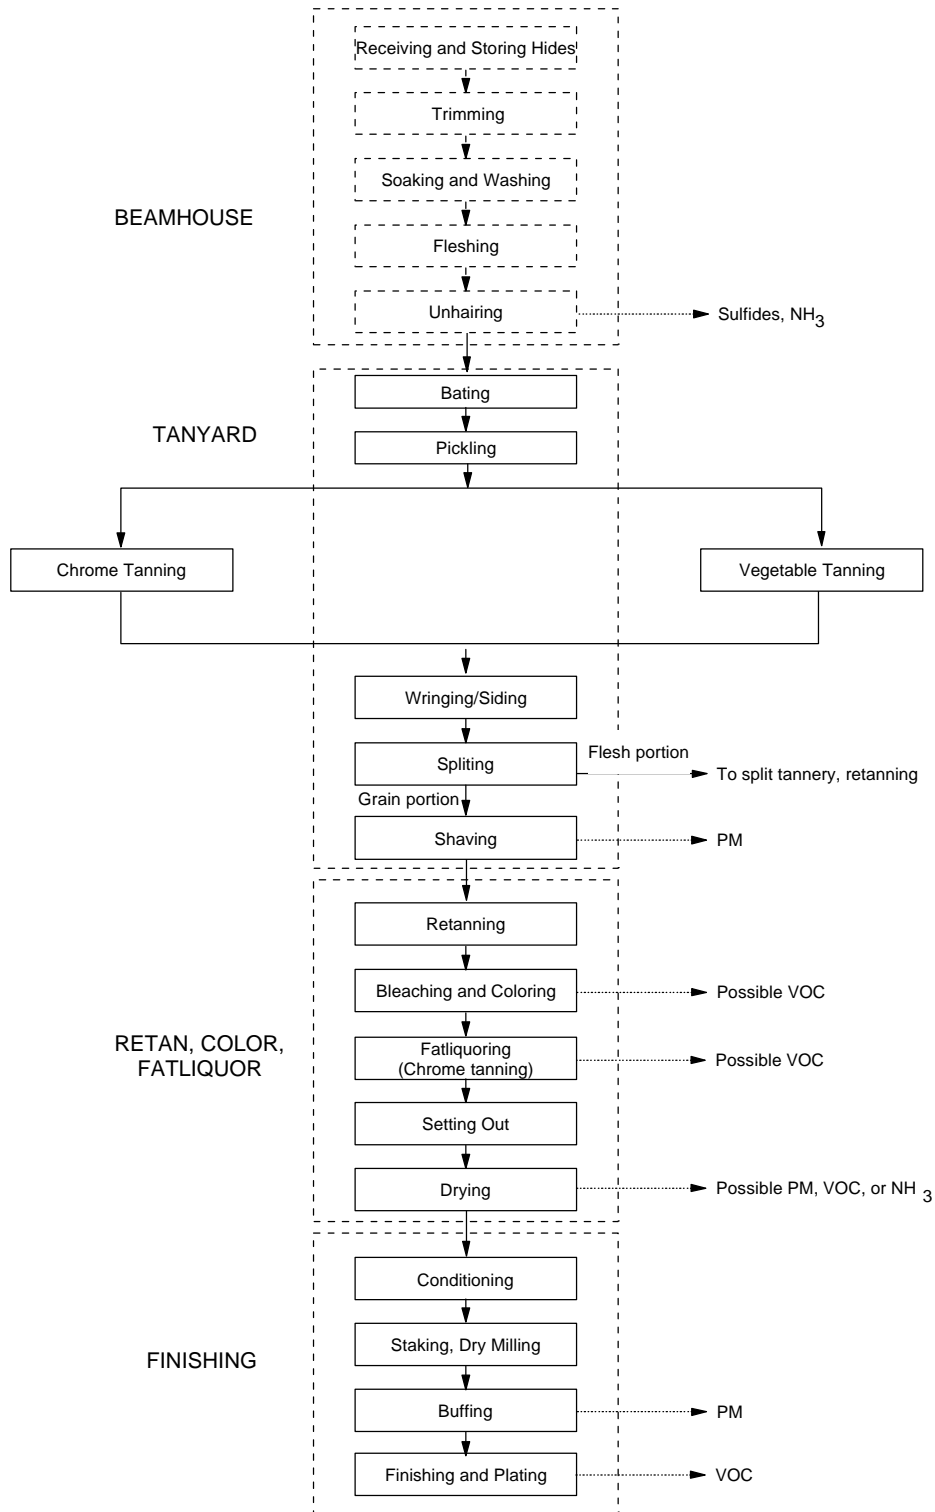 Receiving and Storing Hides
Trimming
Soaking and Washing
BEAMHOUSE
Fleshing
Unhairing
Sulfides, NH3
Bating
TANYARD
Pickling
Chrome Tanning
Vegetable Tanning
Wringing/Siding
Flesh portion
Spliting
To split tannery, retanning
Grain portion
Shaving
PM
Retanning
Bleaching and Coloring
Possible VOC
RETAN, COLOR,
FATLIQUOR
Fatliquoring
(Chrome tanning)
Possible VOC
Setting Out
Drying
Possible PM, VOC, or NH 3
Conditioning
Staking, Dry Milling
FINISHING
Buffing
PM
Finishing and Plating
VOC